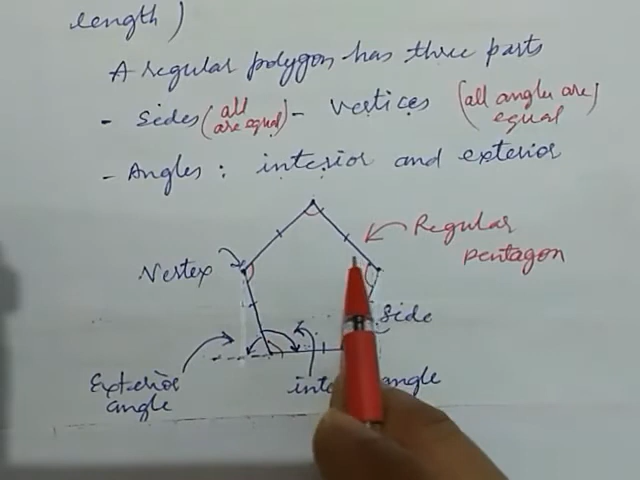 length)
A regular polygon has three parts
- Sides (all are equal) - Vertices (all angles are equal)
- Angles : interior and exterior
Regular pentagon
Vertex
Side
Exterior angle
angle